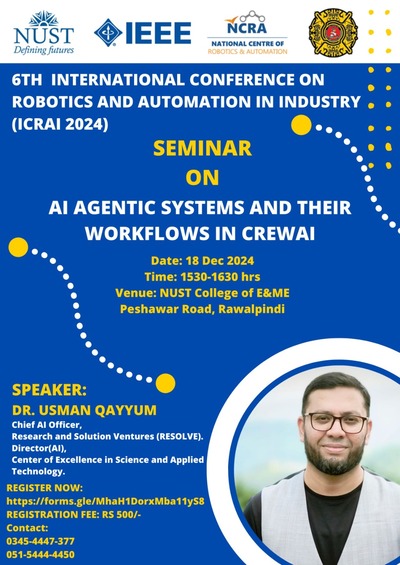 NUST
Defining futures
IEEE
NCRA
NATIONAL CENTRE OF
ROBOTICS & AUTOMATION
6TH INTERNATIONAL CONFERENCE ON
ROBOTICS AND AUTOMATION IN INDUSTRY
(ICRAI 2024)
SEMINAR
ON
AI AGENTIC SYSTEMS AND THEIR
WORKFLOWS IN CREWAI
Date: 18 Dec 2024
Time: 1530-1630 hrs
Venue: NUST College of E&ME
Peshawar Road, Rawalpindi
SPEAKER:
DR. USMAN QAYYUM
Chief AI Officer,
Research and Solution Ventures (RESOLVE).
Director(AI),
Center of Excellence in Science and Applied
Technology.
REGISTER NOW:
https://forms.gle/MhaH1DorxMba11yS8
REGISTRATION FEE: RS 500/-
Contact:
0345-4447-377
051-5444-4450